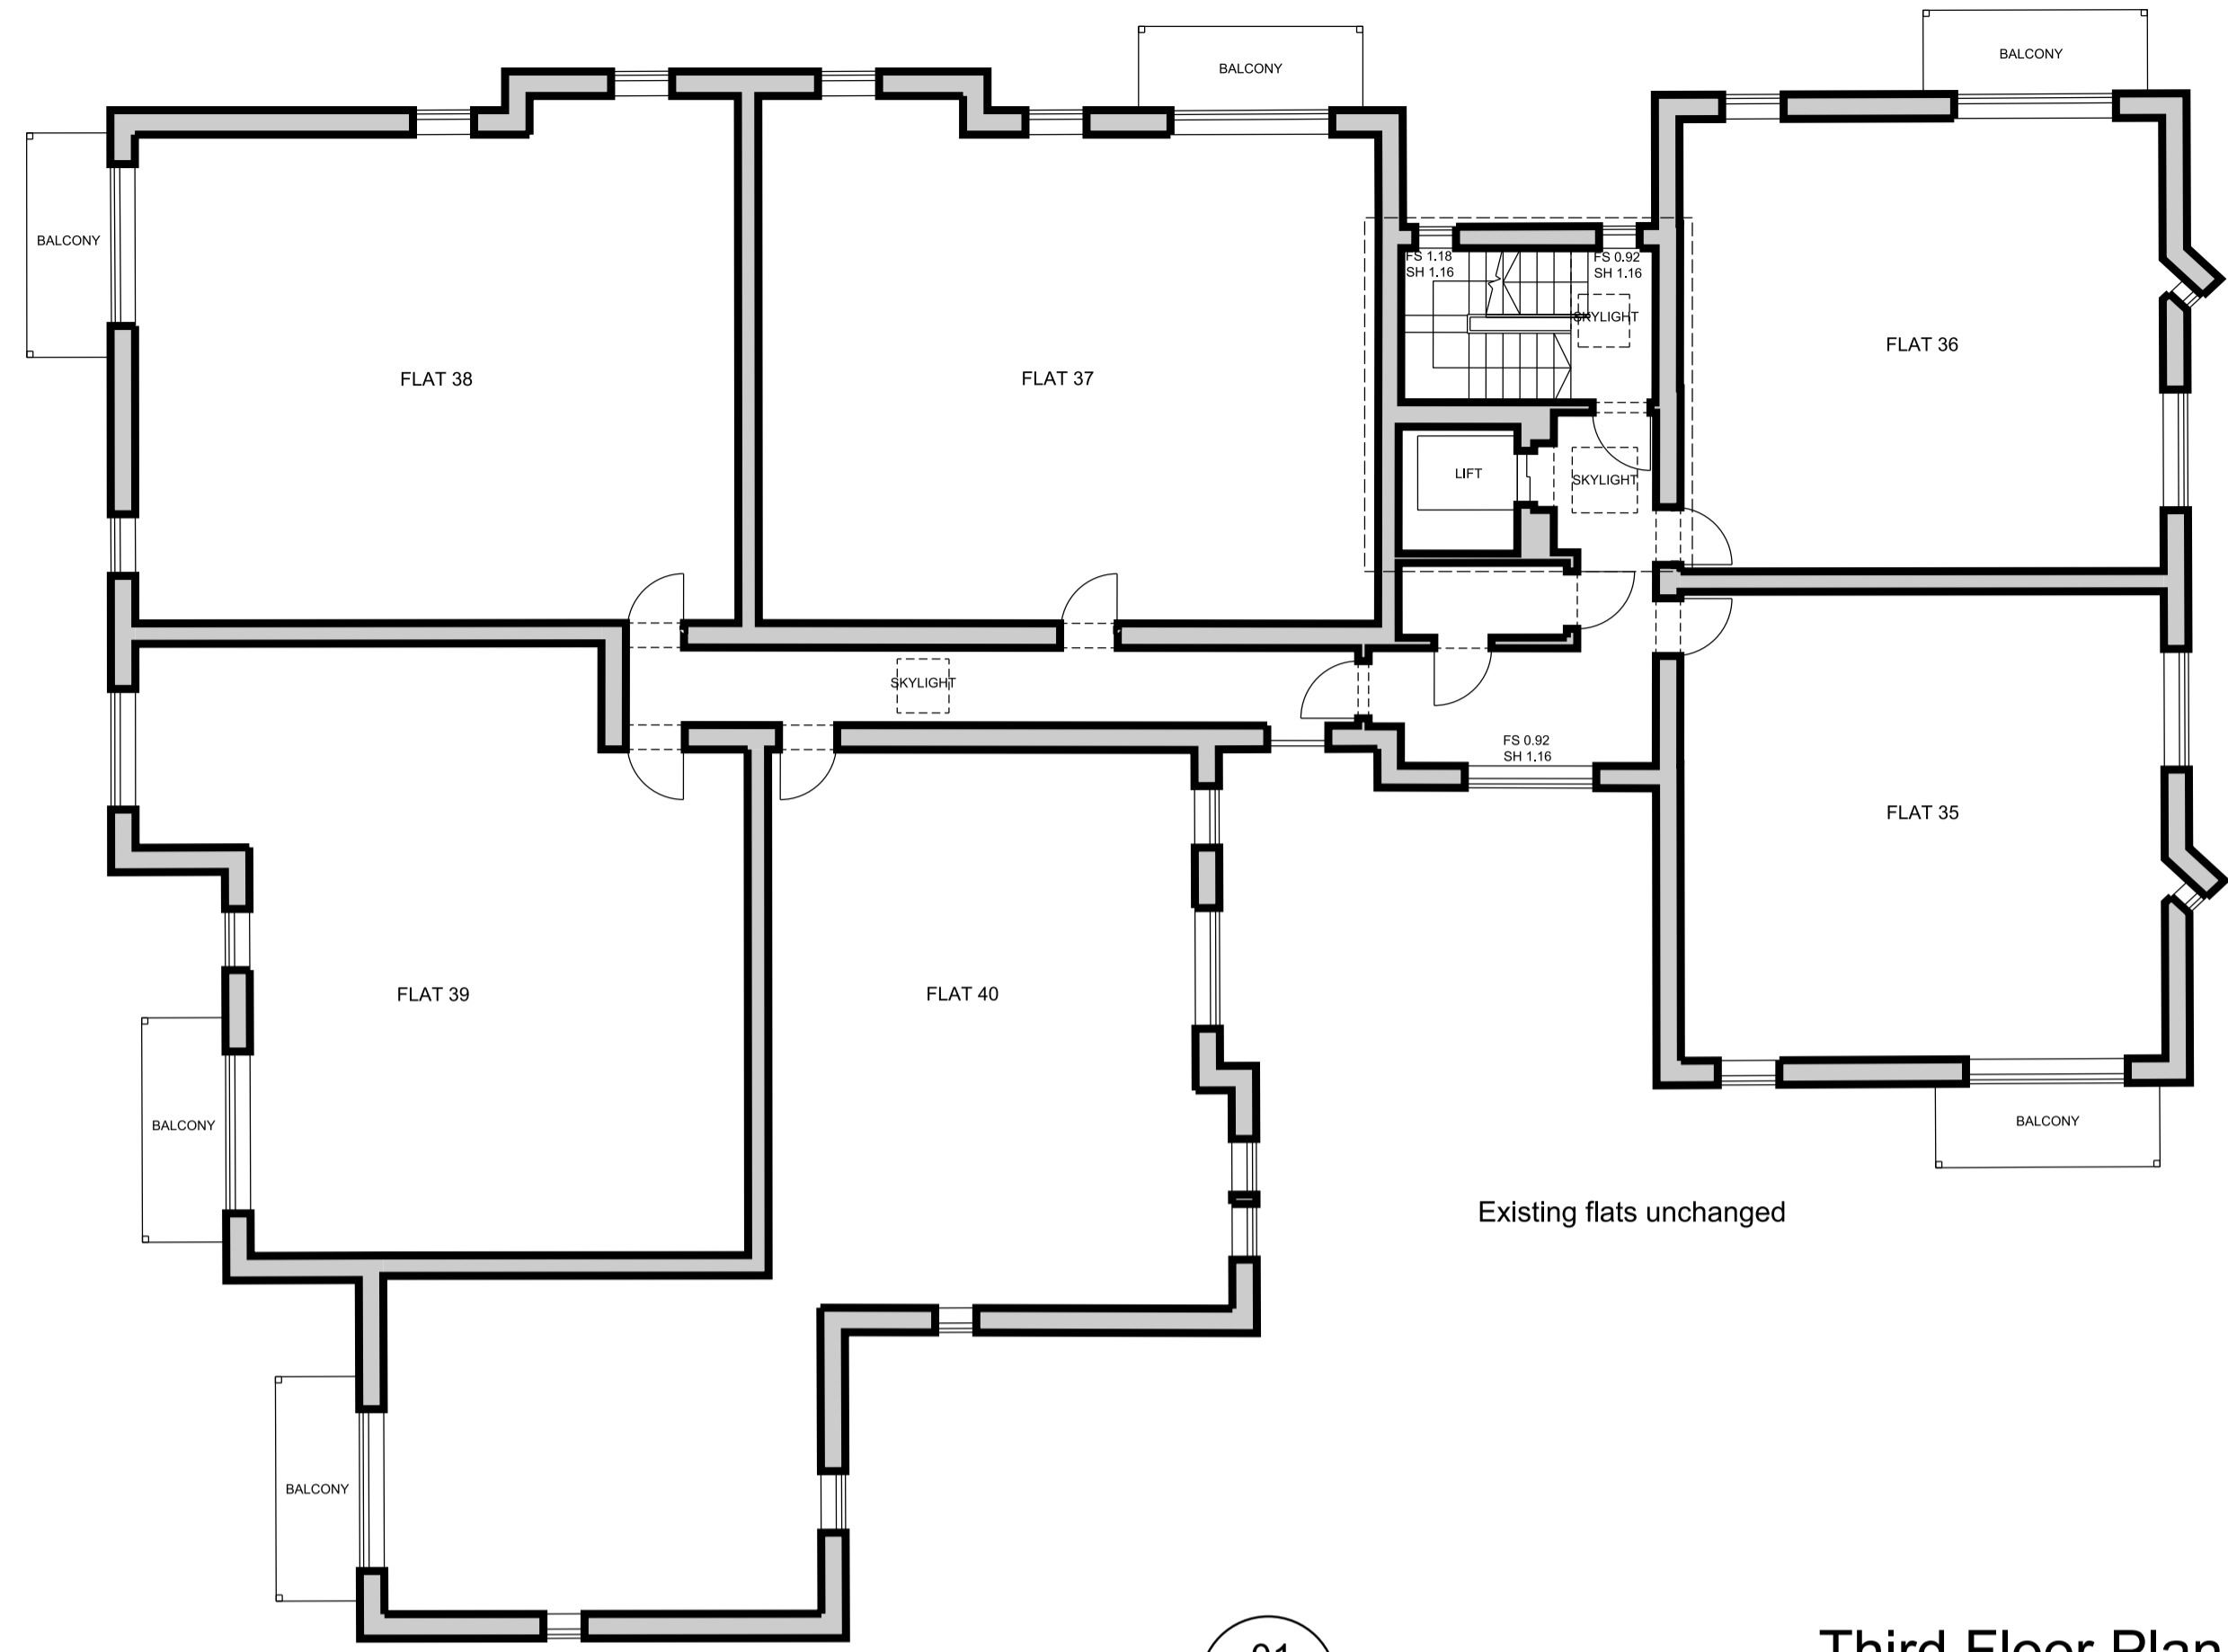 BALCONY
BALCONY
BALCONY
FS 1.18
SH 1.16
FS 0.92
SH 1.16
SKYLIGHT
FLAT 38
FLAT 37
FLAT 36
LIFT
SKYLIGHT
SKYLIGHT
FS 0.92
SH 1.16
FLAT 35
FLAT 39
FLAT 40
BALCONY
BALCONY
Existing flats unchanged
BALCONY
01
Third Floor Plan